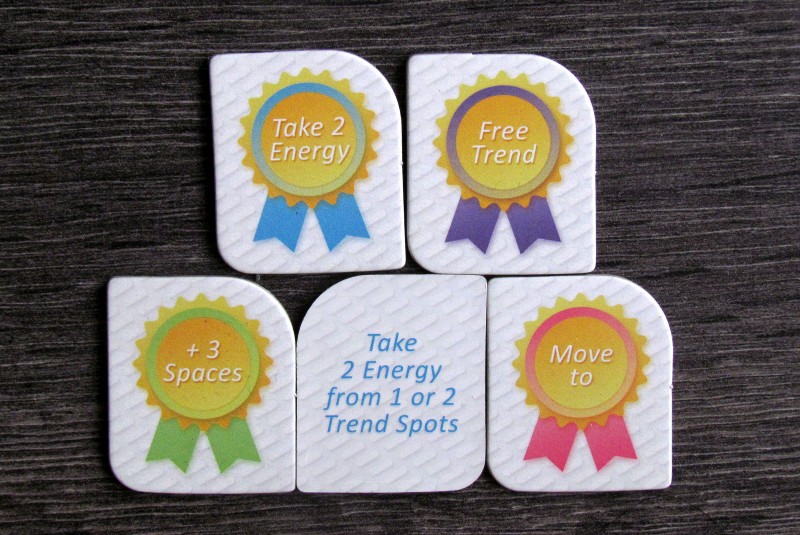 Take 2
Energy
Free
Trend
+ 3
Spaces
Take
2 Energy
from 1 or 2
Trend Spots
Move
to